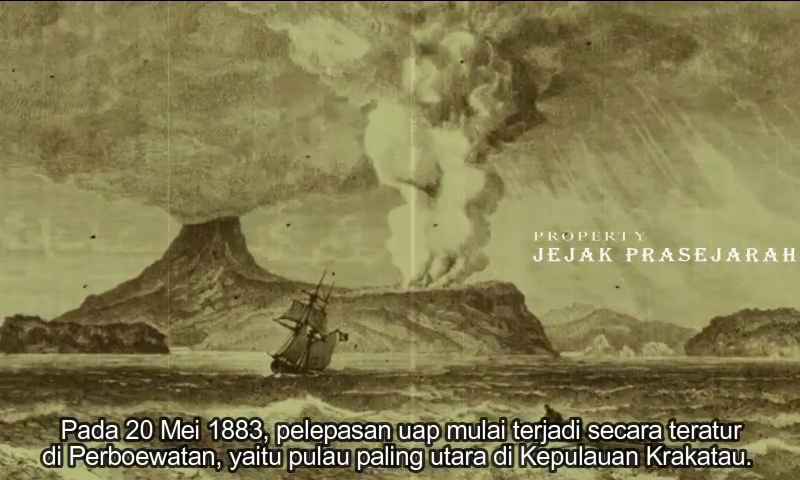 PROPERTY
JEJAK PRASEJARAH
Pada 20 Mei 1883, pelepasan uap mulai terjadi secara teratur
di Perboewatan, yaitu pulau paling utara di Kepulauan Krakatau.